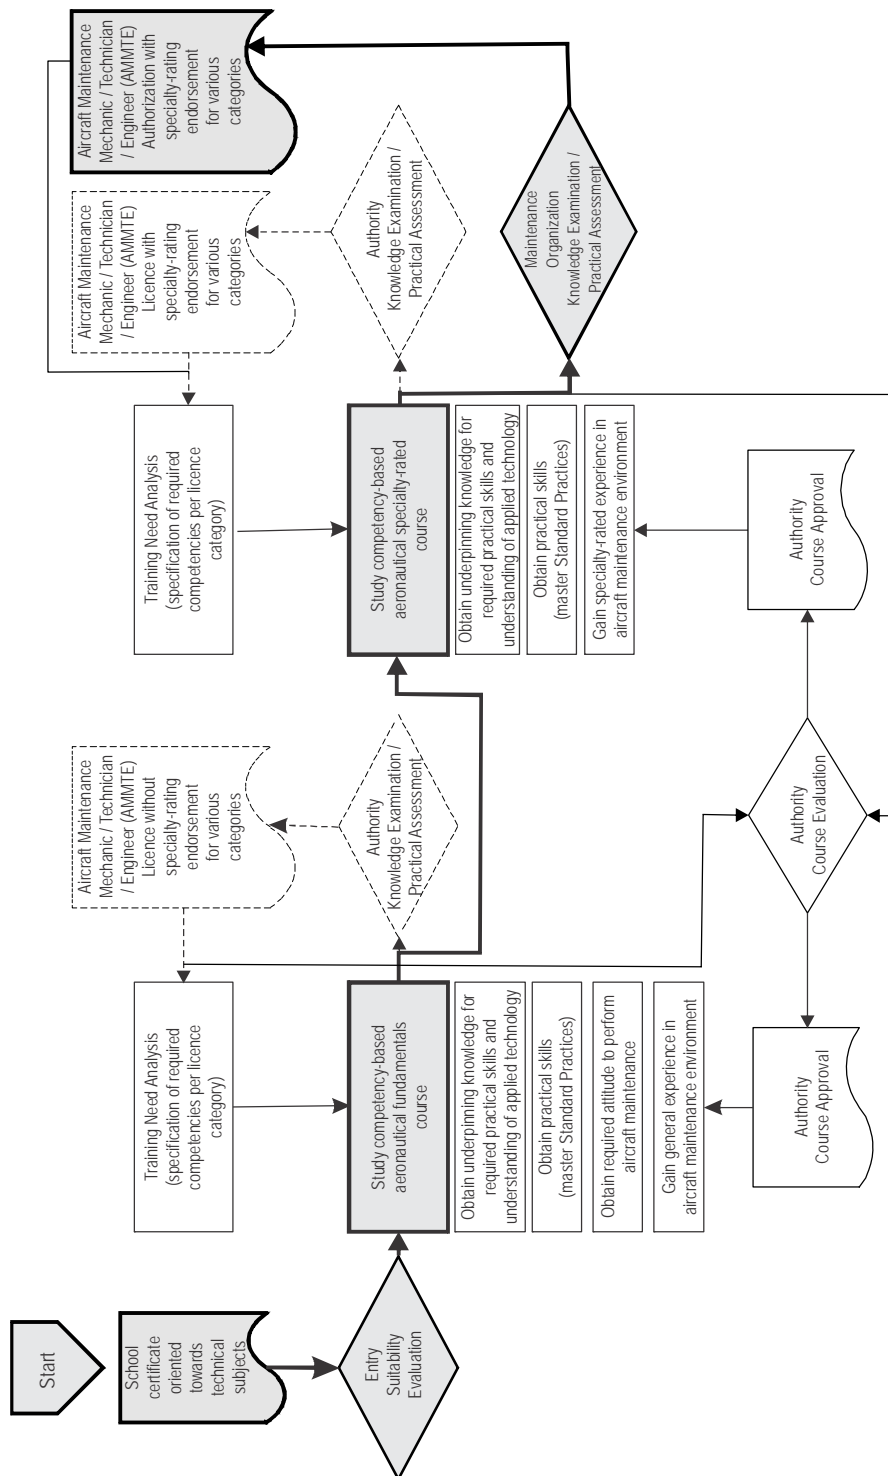 Start
School
certificate
oriented
towards
technical
subjects
Entry
Suitability
Evaluation
Training Need Analysis
(specification of required
competencies per licence
category)
Study competency-based
aeronautical fundamentals
course
Obtain underpinning knowledge for
required practical skills and
understanding of applied technology
Obtain practical skills
(master Standard Practices)
Obtain required attitude to perform
aircraft maintenance
Gain general experience in
aircraft maintenance environment
Authority
Course Approval
Aircraft Maintenance
Mechanic / Technician
/ Engineer (AMMTE)
Licence without
specialty-rating
endorsement
for various
categories
Authority
Knowledge Examination /
Practical Assessment
Authority
Course Evaluation
Training Need Analysis
(specification of required
competencies per licence
category)
Study competency-based
aeronautical specialty-rated
course
Obtain underpinning knowledge for
required practical skills and
understanding of applied technology
Obtain practical skills
(master Standard Practices)
Gain specialty-rated experience in
aircraft maintenance environment
Authority
Course Approval
Aircraft Maintenance
Mechanic / Technician
/ Engineer (AMMTE)
Licence with
specialty-rating
endorsement
for various
categories
Authority
Knowledge Examination /
Practical Assessment
Aircraft Maintenance
Mechanic / Technician
/ Engineer (AMMTE)
Authorization with
specialty-rating
endorsement
for various
categories
Maintenance
Organization
Knowledge Examination /
Practical Assessment